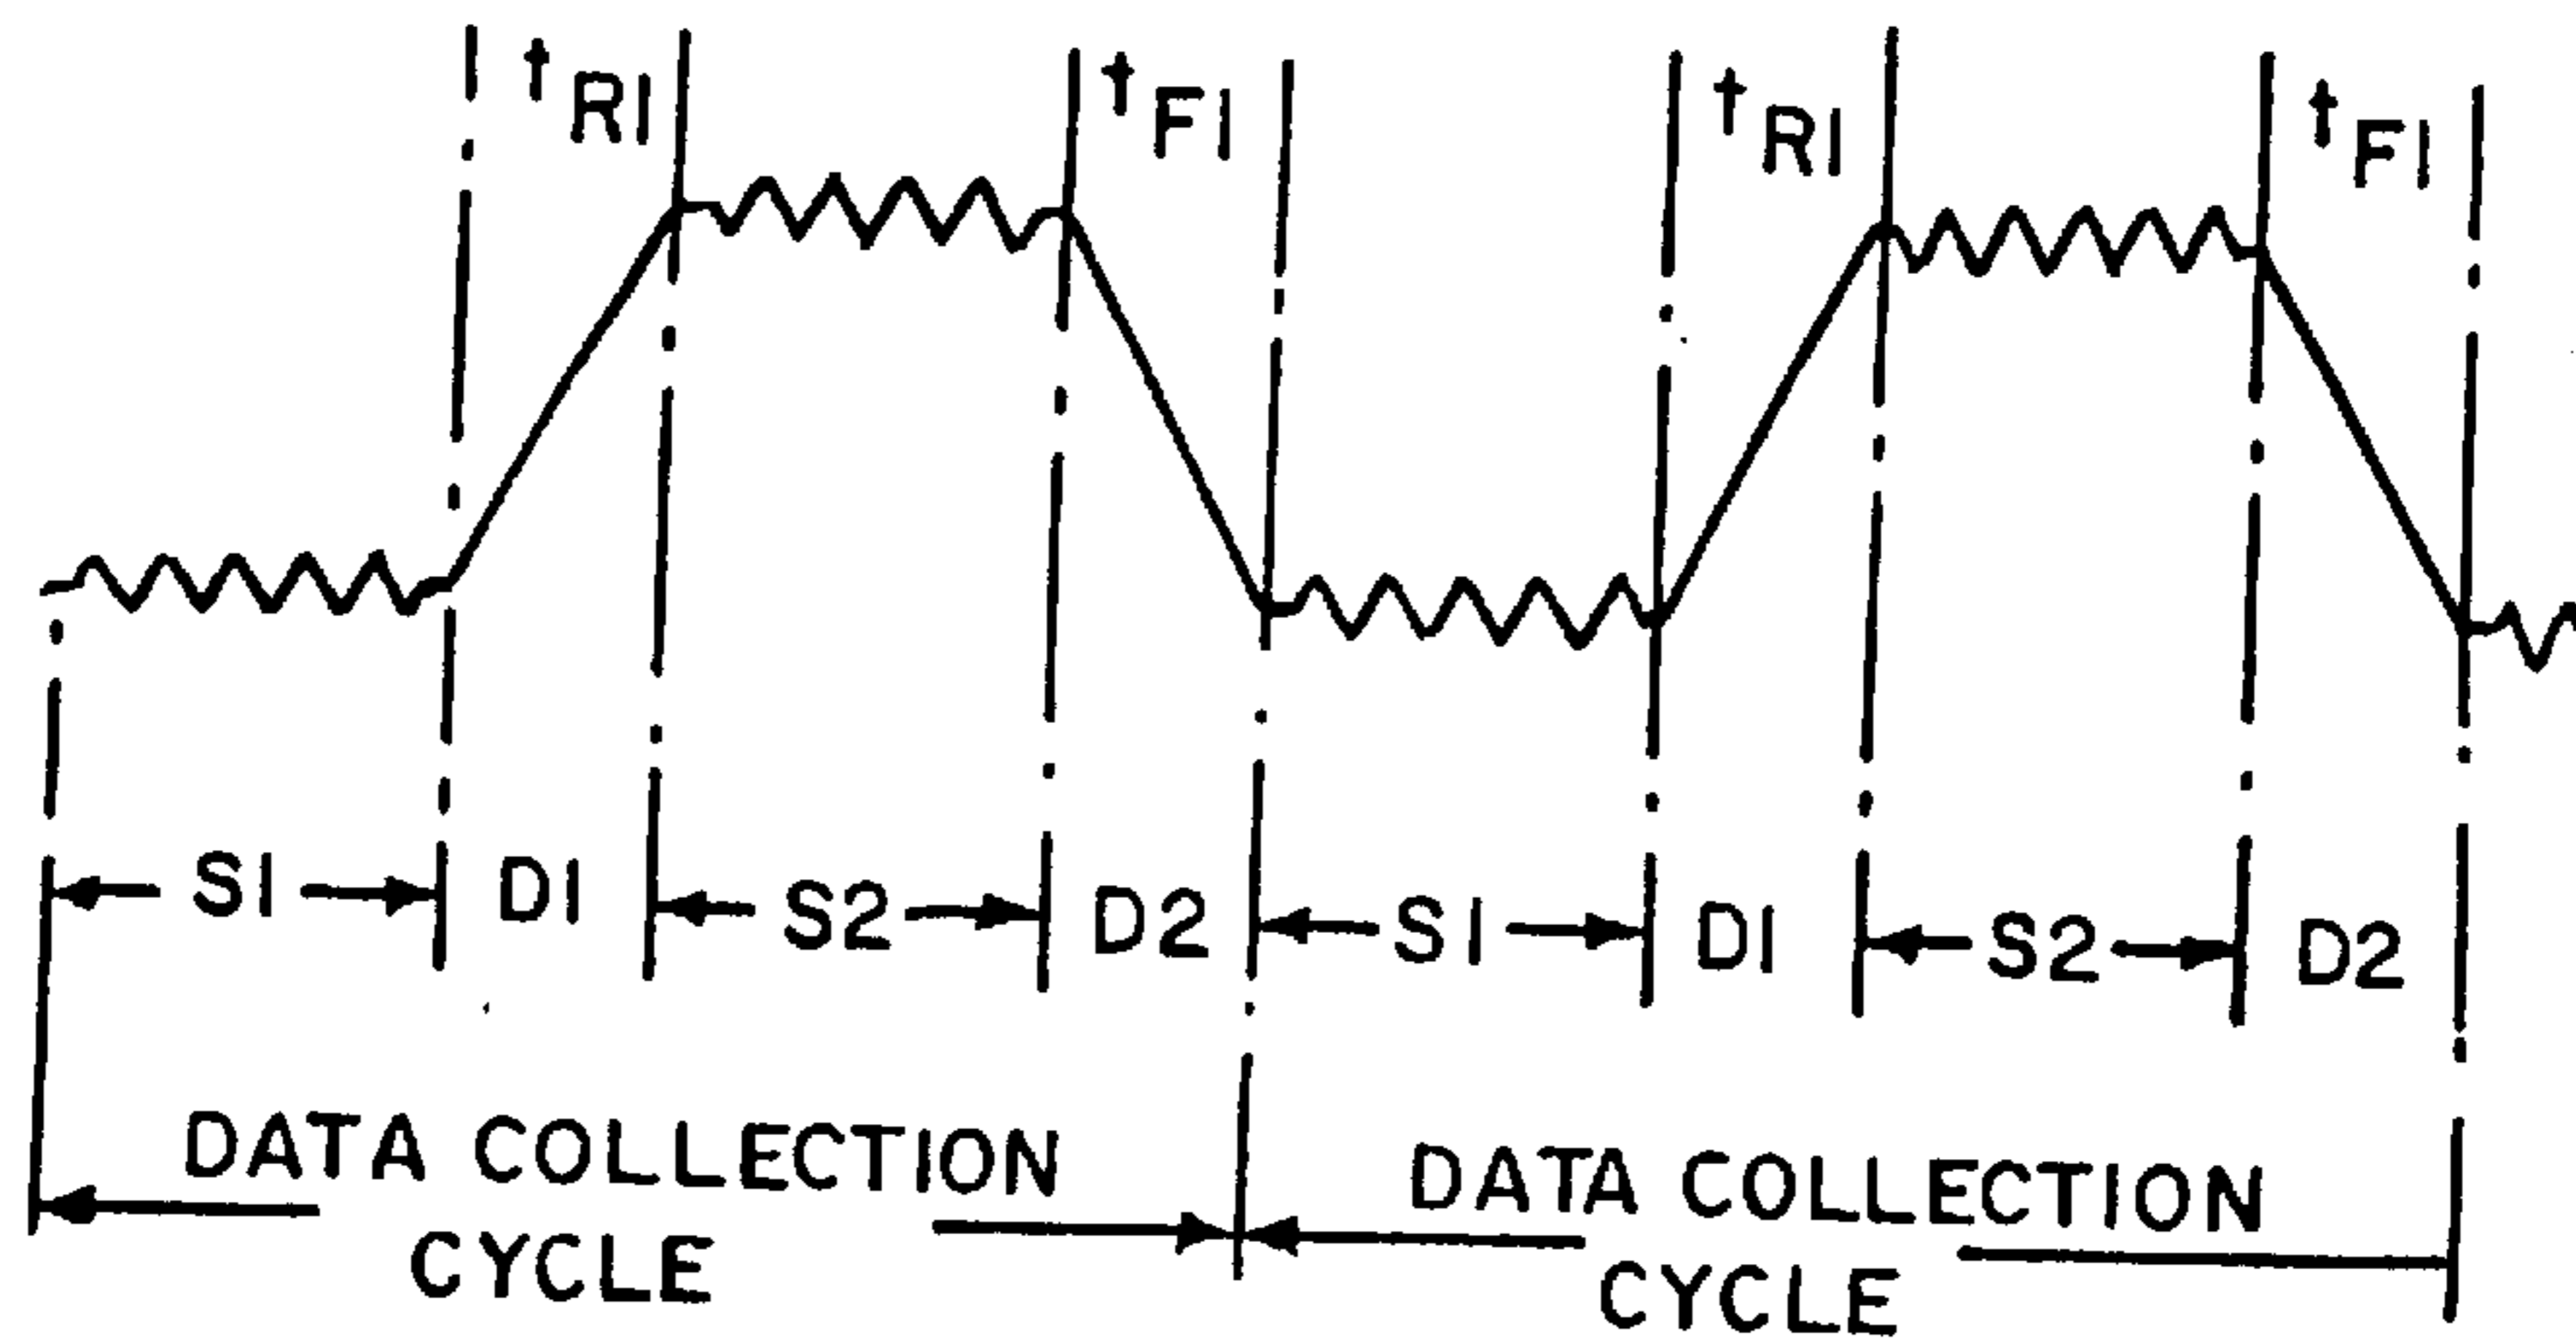 tR1 tF1 tR1 tF1
S1 D1 S2 D2 S1 D1 S2 D2
DATA COLLECTION
CYCLE
DATA COLLECTION
CYCLE